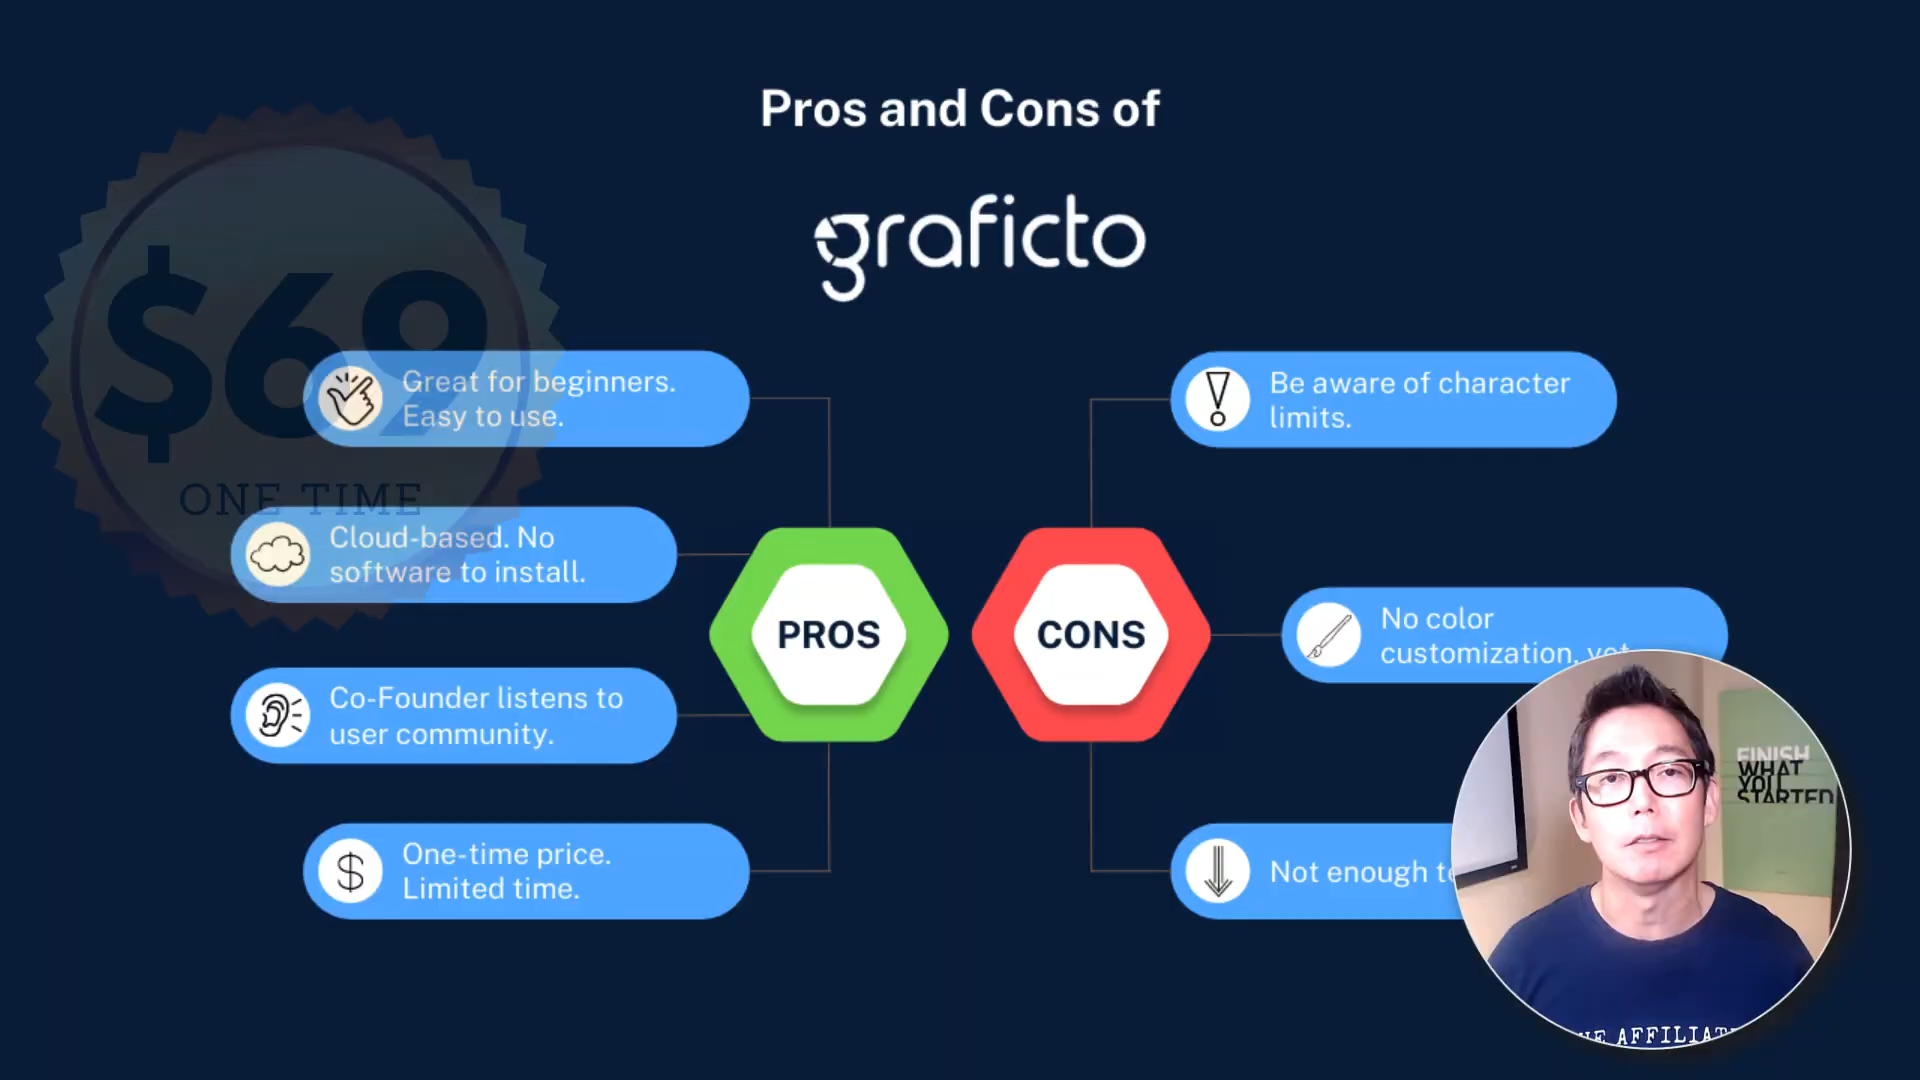 Pros and Cons of
graficto
$69
ONE TIME
Great for beginners.
Easy to use.
Cloud-based. No
software to install.
Co-Founder listens to
user community.
One-time price.
Limited time.
PROS
CONS
Be aware of character
limits.
No color
customization, yet
Not enough
FINISH
WHAT
YOU
STARTED
AFFILIAT